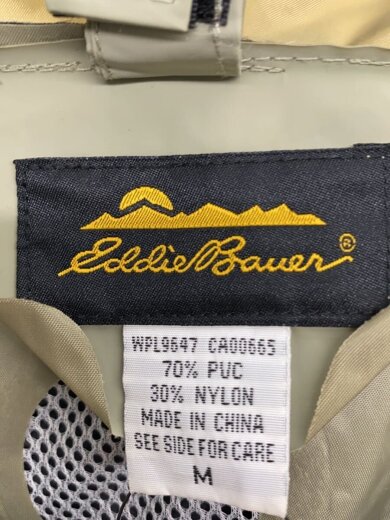 Eddie Bauer®
WPL9647 CA00665
70% PVC
30% NYLON
MADE IN CHINA
SEE SIDE FOR CARE
M